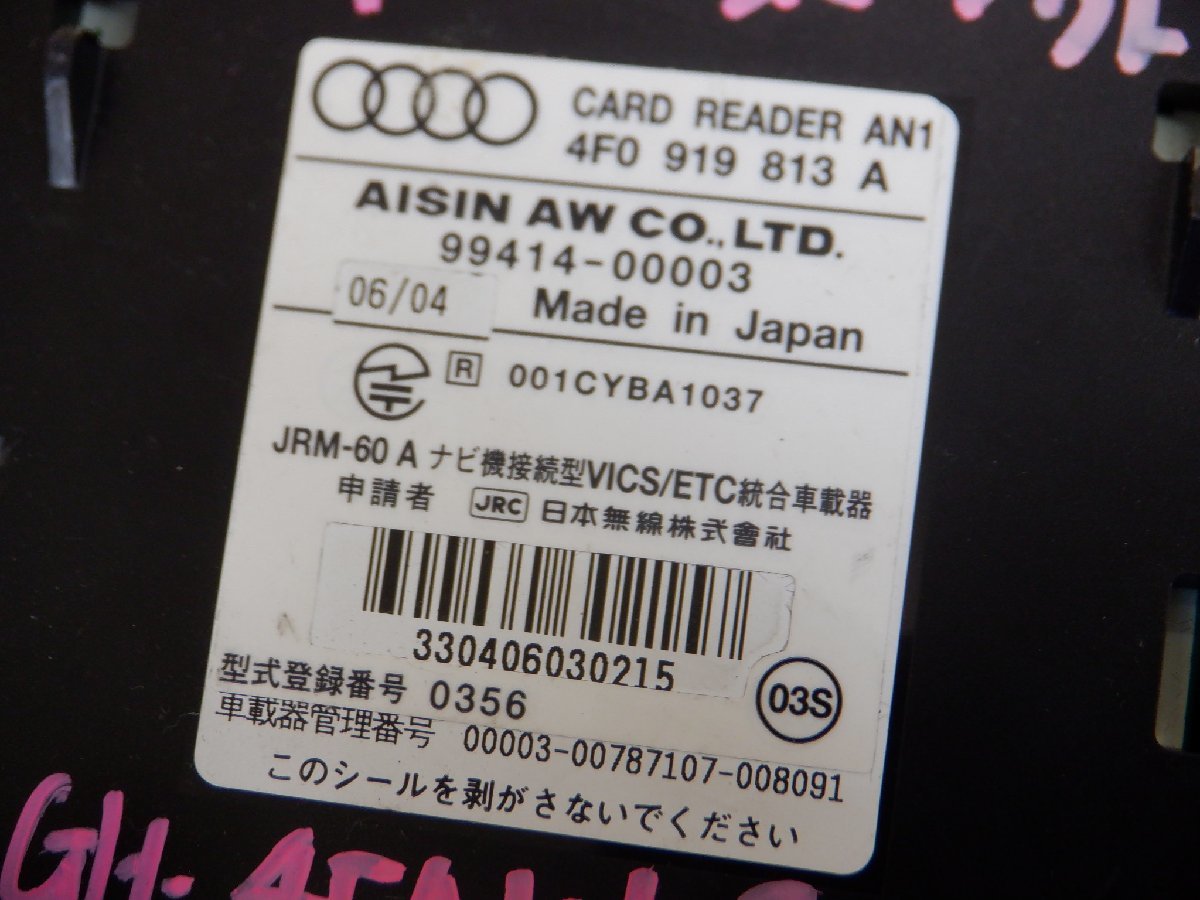 CARD READER AN1
4F0 919 813 A
AISIN AW CO.,LTD.
99414-00003
06/04 Made in Japan
R 001CYBA1037
JRM-60 A ナビ機接続型VICS/ETC統合車載器
申請者 JRC 日本無線株式會社
330406030215
03S
型式登録番号 0356
車載器管理番号 00003-00787107-008091
このシールを剥がさないでください